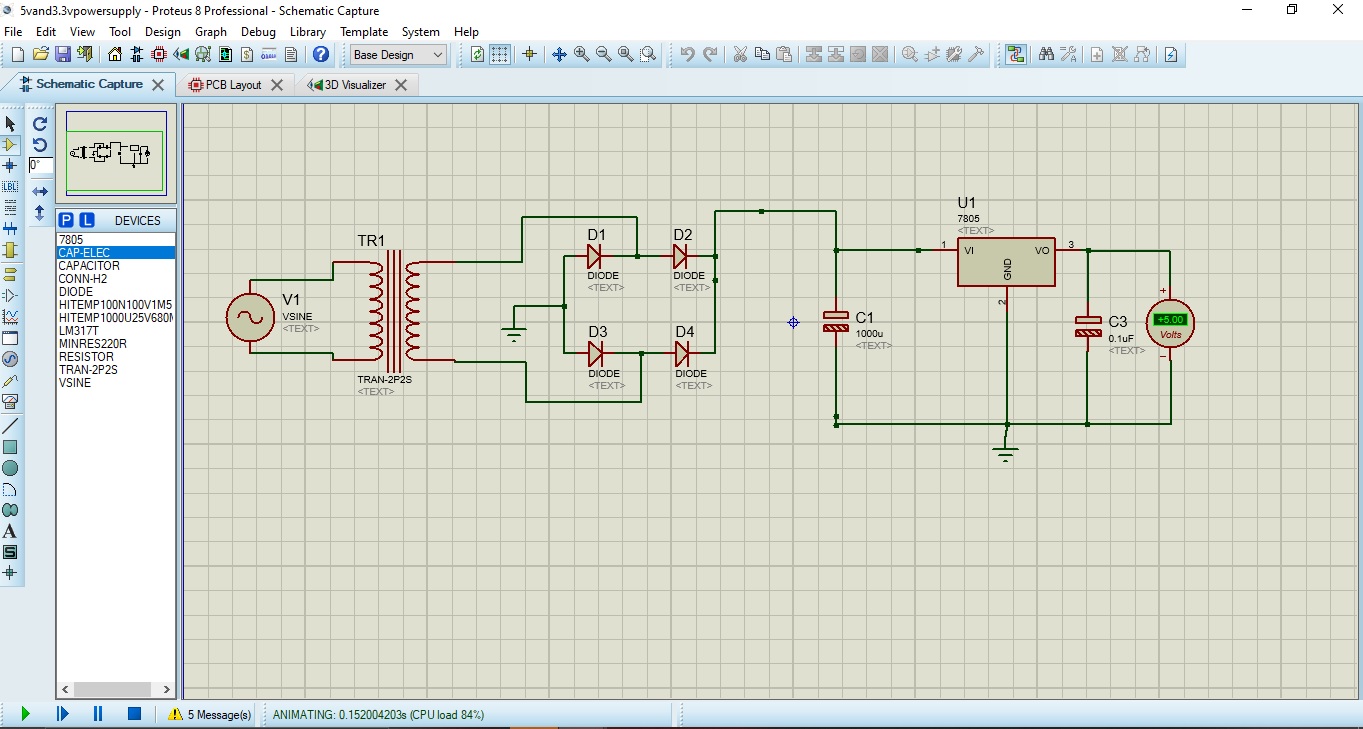 5vand3.3vpowersupply - Proteus 8 Professional - Schematic Capture
File Edit View Tool Design Graph Debug Library Template System Help
Base Design
Schematic Capture
PCB Layout
3D Visualizer
0°
LBL
P L DEVICES
7805
CAP-ELEC
CAPACITOR
CONN-H2
DIODE
HITEMP100N100V1M5
HITEMP1000U25V680M
LM317T
MINRES220R
RESISTOR
TRAN-2P2S
VSINE
A
S
V1
VSINE
<TEXT>
TR1
TRAN-2P2S
<TEXT>
D1
DIODE
<TEXT>
D2
DIODE
<TEXT>
D3
DIODE
<TEXT>
D4
DIODE
<TEXT>
C1
1000u
<TEXT>
U1
7805
<TEXT>
1
VI
VO
3
GND
2
C3
0.1uF
<TEXT>
+
+5.00
Volts
-
5 Message(s)
ANIMATING: 0.152004203s (CPU load 84%)